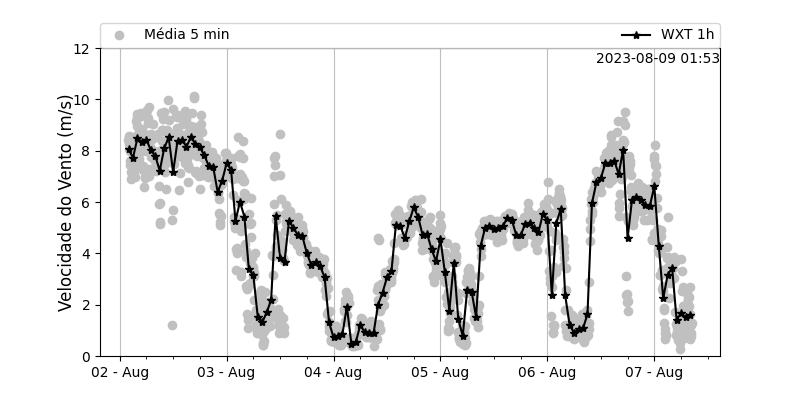 Média 5 min
WXT 1h
2023-08-09 01:53
Velocidade do Vento (m/s)
12
10
8
6
4
2
0
02 - Aug
03 - Aug
04 - Aug
05 - Aug
06 - Aug
07 - Aug